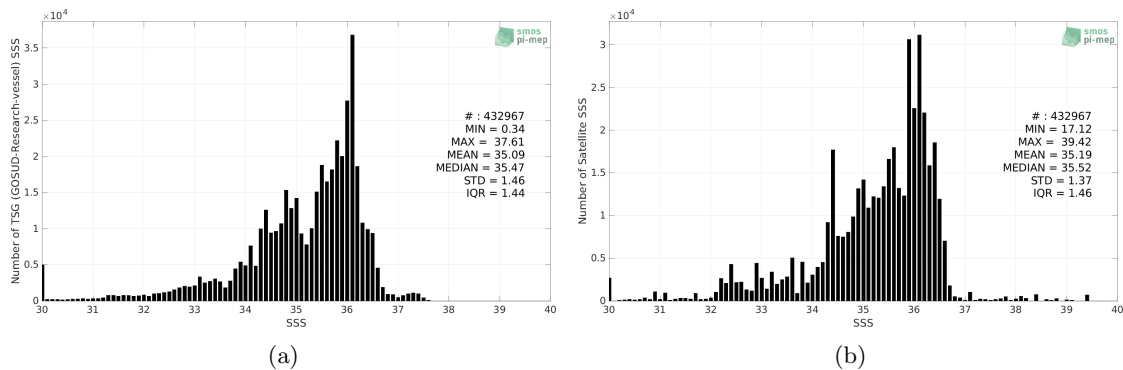 ×10⁴
Number of TSG (GOSUD-Research-vessel) SSS
3.5
3
2.5
2
1.5
1
0.5
0
smos
pi-mep
# : 432967
MIN = 0.34
MAX = 37.61
MEAN = 35.09
MEDIAN = 35.47
STD = 1.46
IQR = 1.44
30 31 32 33 34 35 36 37 38 39 40
SSS
(a)
×10⁴
Number of Satellite SSS
3
2.5
2
1.5
1
0.5
0
smos
pi-mep
# : 432967
MIN = 17.12
MAX = 39.42
MEAN = 35.19
MEDIAN = 35.52
STD = 1.37
IQR = 1.46
30 31 32 33 34 35 36 37 38 39 40
SSS
(b)